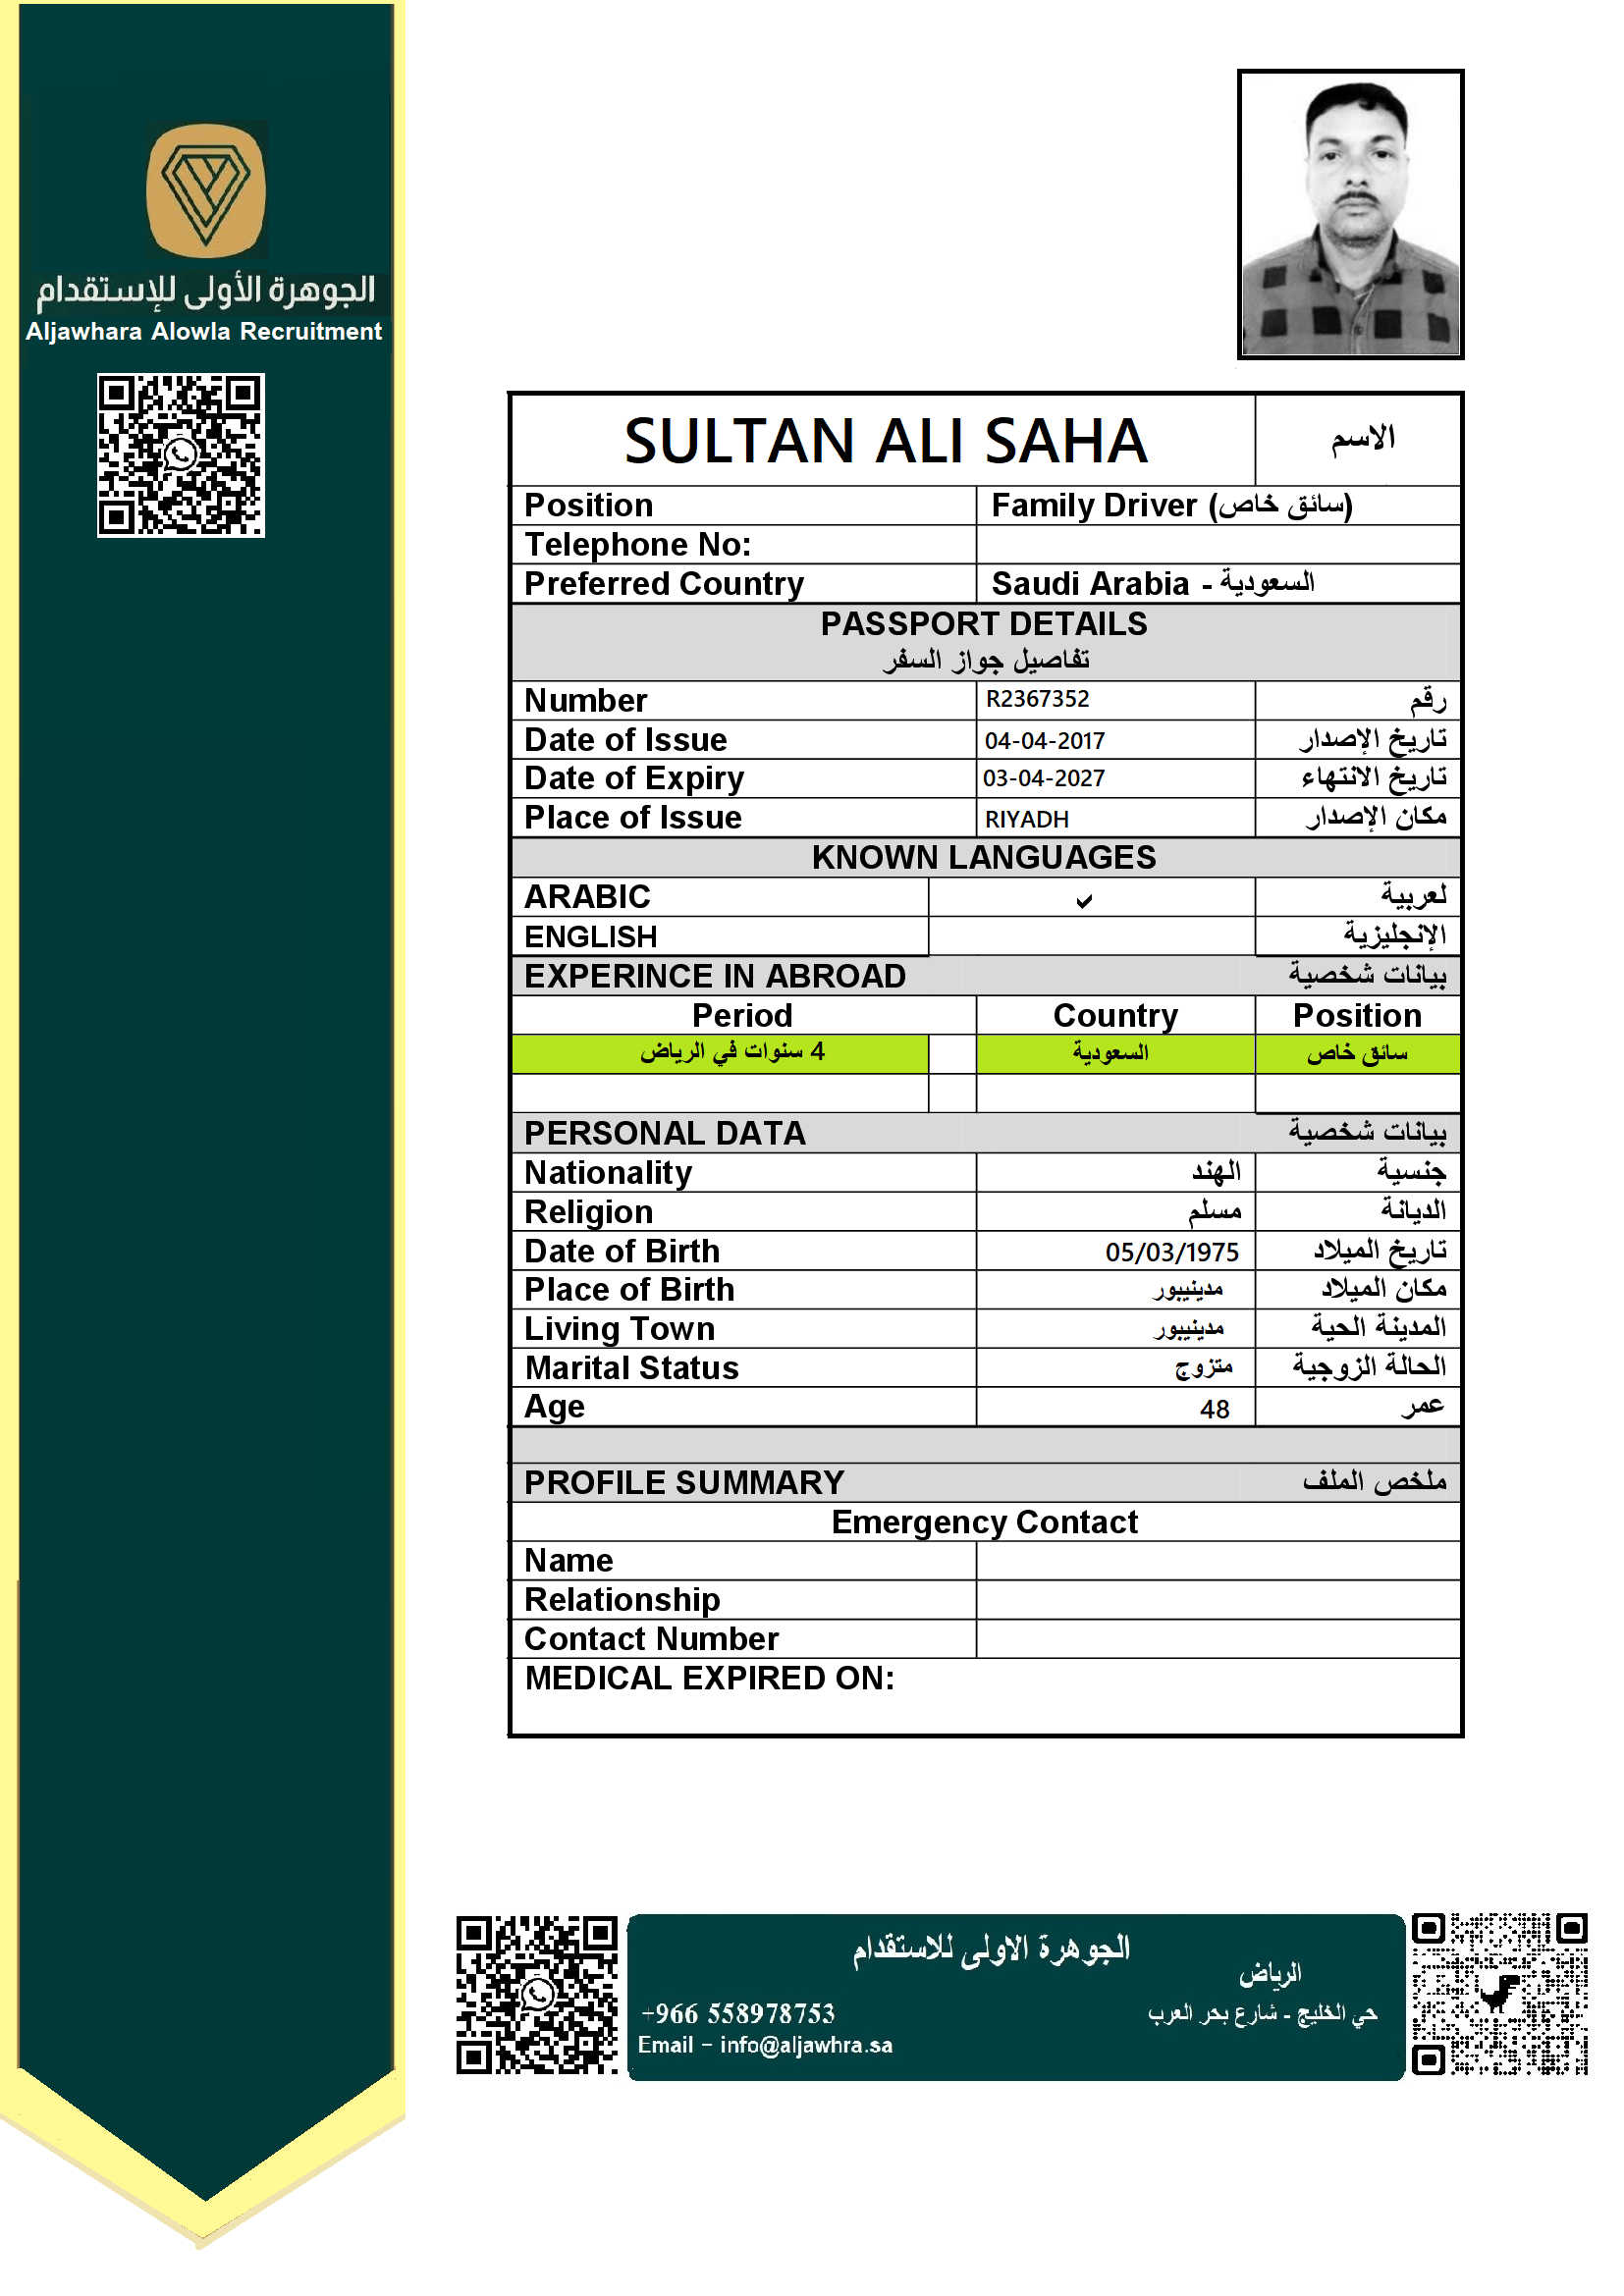 الجوهرة الأولى للإستقدام
Aljawhara Alowla Recruitment
SULTAN ALI SAHA الاسم
Position Family Driver (سائق خاص)
Telephone No:
Preferred Country Saudi Arabia - السعودية
PASSPORT DETAILS
تفاصيل جواز السفر
Number R2367352 رقم
Date of Issue 04-04-2017 تاريخ الإصدار
Date of Expiry 03-04-2027 تاريخ الانتهاء
Place of Issue RIYADH مكان الإصدار
KNOWN LANGUAGES
ARABIC لعربية
ENGLISH الإنجليزية
EXPERINCE IN ABROAD بيانات شخصية
Period Country Position
4 سنوات في الرياض السعودية سائق خاص
PERSONAL DATA بيانات شخصية
Nationality الهند جنسية
Religion مسلم الديانة
Date of Birth 05/03/1975 تاريخ الميلاد
Place of Birth مدينيبور مكان الميلاد
Living Town مدينيبور المدينة الحية
Marital Status متزوج الحالة الزوجية
Age 48 عمر
PROFILE SUMMARY ملخص الملف
Emergency Contact
Name
Relationship
Contact Number
MEDICAL EXPIRED ON:
الجوهرة الاولى للاستقدام
الرياض
+966 558978753 حي الخليج - شارع بحر العرب
Email - info@aljawhra.sa